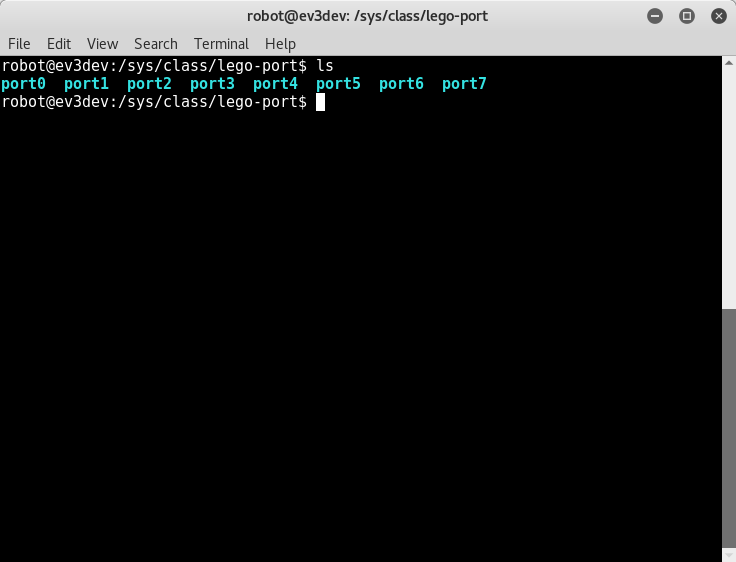 robot@ev3dev: /sys/class/lego-port
File Edit View Search Terminal Help
robot@ev3dev:/sys/class/lego-port$ ls
port0 port1 port2 port3 port4 port5 port6 port7
robot@ev3dev:/sys/class/lego-port$